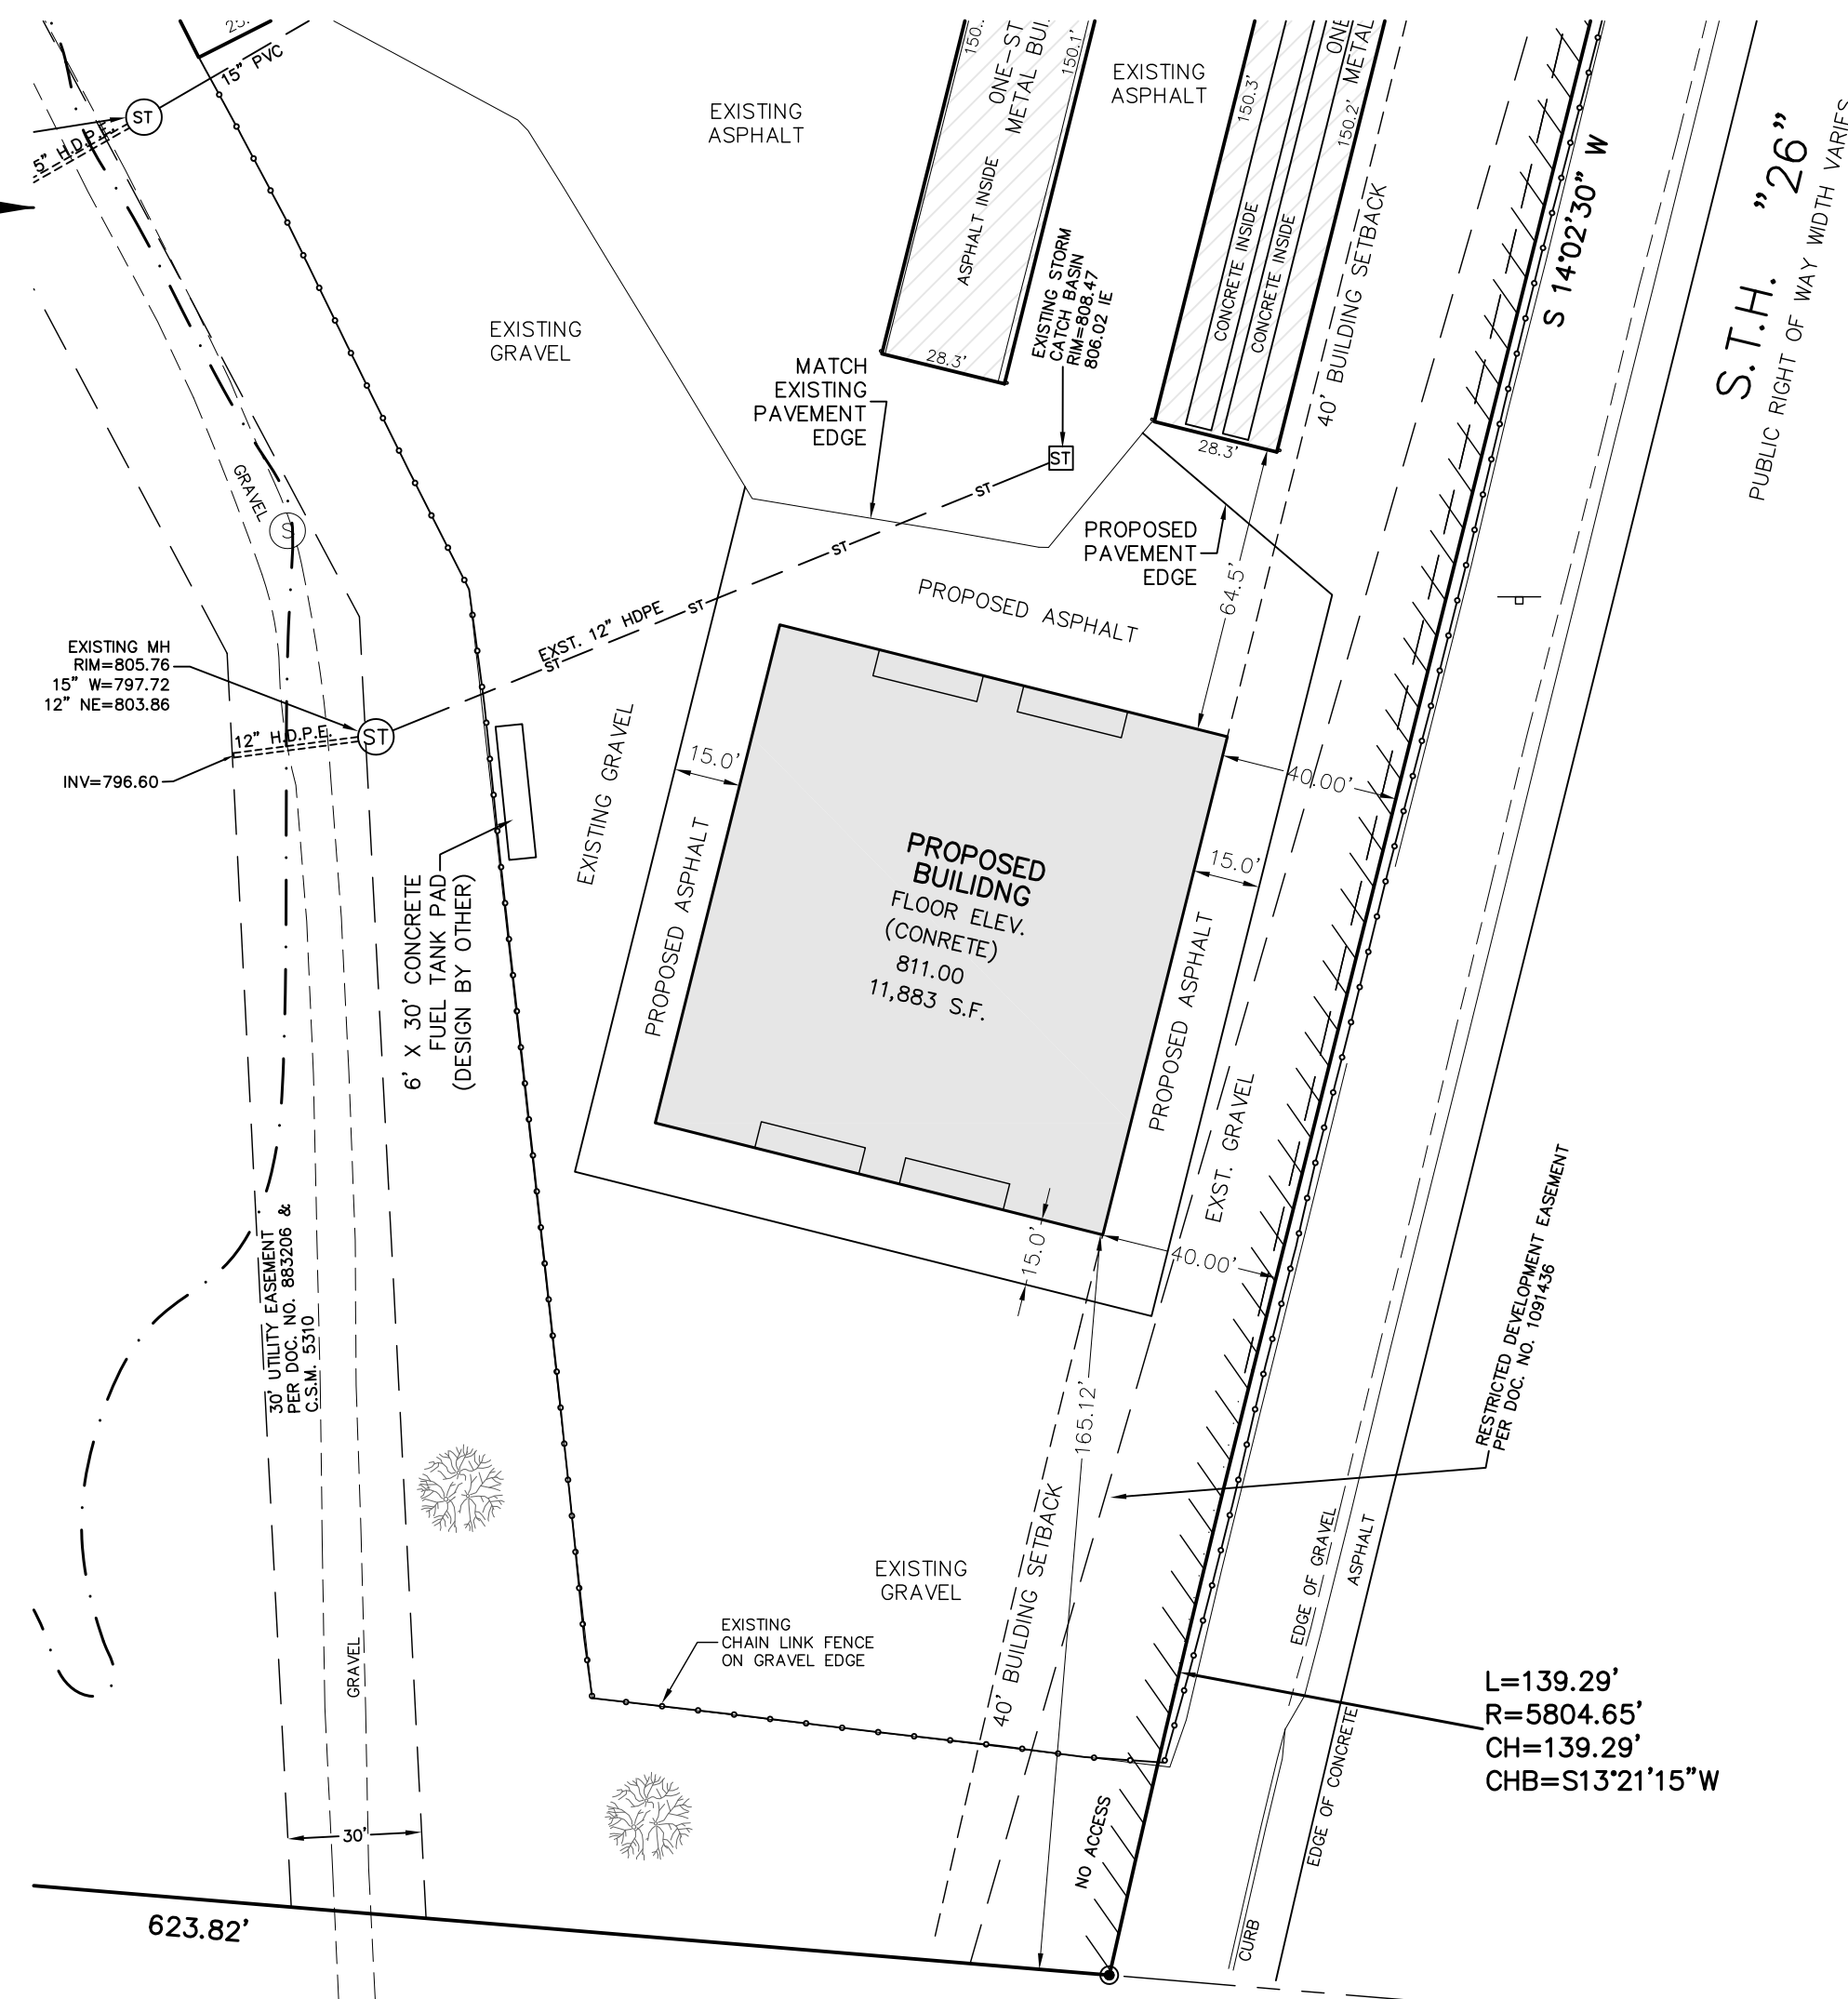 25.
15” PVC
ST
5” H.D.P.E.
EXISTING
ASPHALT
150.
ONE-ST
METAL BUI
150.1’
ASPHALT INSIDE
28.3’
EXISTING
ASPHALT
150.3’
ONE
METAL
150.2’
CONCRETE INSIDE
CONCRETE INSIDE
28.3’
40’ BUILDING SETBACK
S 14°02’30” W
S.T.H. ”26”
PUBLIC RIGHT OF WAY WIDTH VARIES
EXISTING
GRAVEL
MATCH
EXISTING
PAVEMENT
EDGE
EXISTING STORM
CATCH BASIN
RIM=808.47
806.02 IE
ST
ST
ST
ST
ST
EXST. 12” HDPE
GRAVEL
S
PROPOSED
PAVEMENT
EDGE
64.5’
PROPOSED ASPHALT
EXISTING MH
RIM=805.76
15” W=797.72
12” NE=803.86
12” H.D.P.E.
ST
INV=796.60
EXISTING GRAVEL
15.0’
40.00’
15.0’
PROPOSED ASPHALT
PROPOSED
BUILIDNG
FLOOR ELEV.
(CONRETE)
811.00
11,883 S.F.
PROPOSED ASPHALT
6’ X 30’ CONCRETE
FUEL TANK PAD
(DESIGN BY OTHER)
EXST. GRAVEL
15.0’
40.00’
30’ UTILITY EASEMENT
PER DOC. NO. 883206 &
C.S.M. 5310
RESTRICTED DEVELOPMENT EASEMENT
PER DOC. NO. 1091436
165.12’
40’ BUILDING SETBACK
EXISTING
GRAVEL
EDGE OF GRAVEL
ASPHALT
EXISTING
CHAIN LINK FENCE
ON GRAVEL EDGE
GRAVEL
L=139.29’
R=5804.65’
CH=139.29’
CHB=S13°21’15”W
EDGE OF CONCRETE
NO ACCESS
30’
CURB
623.82’